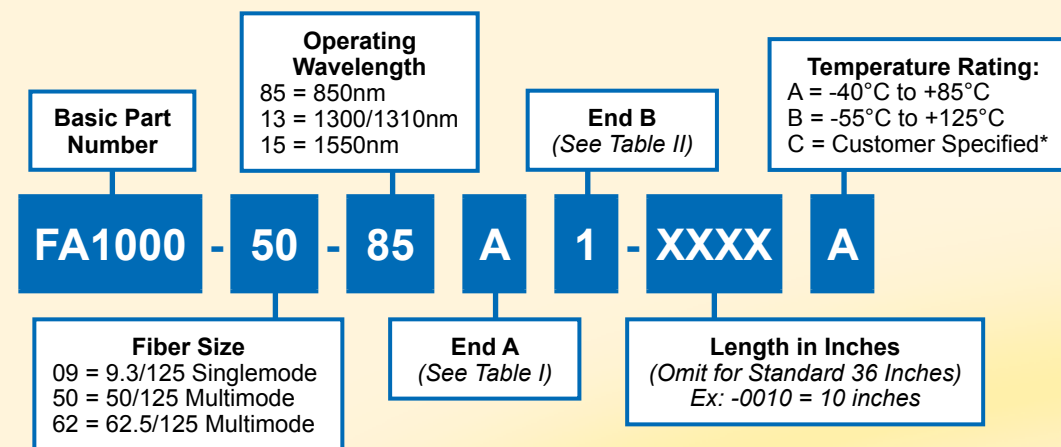 Operating
Wavelength
85 = 850nm
13 = 1300/1310nm
15 = 1550nm
Temperature Rating:
A = -40°C to +85°C
B = -55°C to +125°C
C = Customer Specified*
Basic Part
Number
End B
(See Table II)
FA1000 - 50 - 85 A 1 - XXXX A
Fiber Size
09 = 9.3/125 Singlemode
50 = 50/125 Multimode
62 = 62.5/125 Multimode
End A
(See Table I)
Length in Inches
(Omit for Standard 36 Inches)
Ex: -0010 = 10 inches